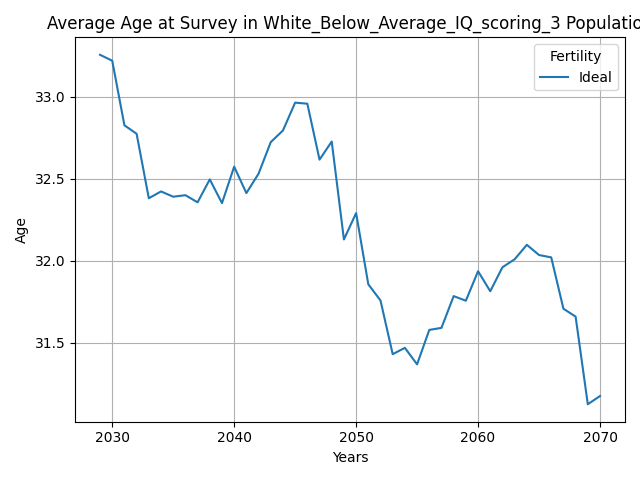 Average Age at Survey in White_Below_Average_IQ_scoring_3 Populatio
Fertility
Ideal
33.0
32.5
32.0
31.5
Age
2030 2040 2050 2060 2070
Years